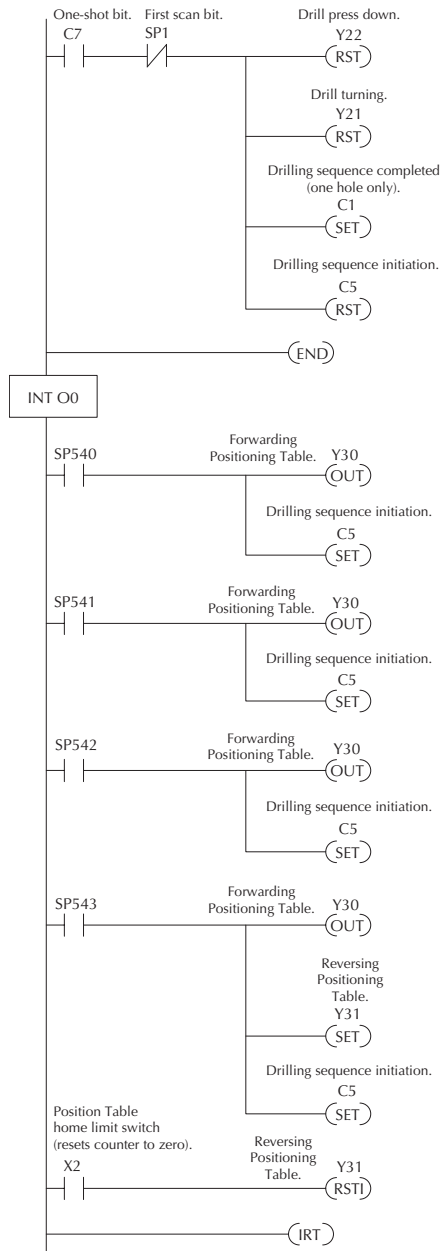 One-shot bit. First scan bit. Drill press down.
C7 SP1 Y22
RST
Drill turning.
Y21
RST
Drilling sequence completed
(one hole only).
C1
SET
Drilling sequence initiation.
C5
RST
END
INT O0
SP540 Forwarding
Positioning Table. Y30
OUT
Drilling sequence initiation.
C5
SET
SP541 Forwarding
Positioning Table. Y30
OUT
Drilling sequence initiation.
C5
SET
SP542 Forwarding
Positioning Table. Y30
OUT
Drilling sequence initiation.
C5
SET
SP543 Forwarding
Positioning Table. Y30
OUT
Reversing
Positioning
Table.
Y31
SET
Drilling sequence initiation.
C5
SET
Position Table
home limit switch
(resets counter to zero).
X2
Reversing
Positioning
Table.
Y31
RSTI
IRT